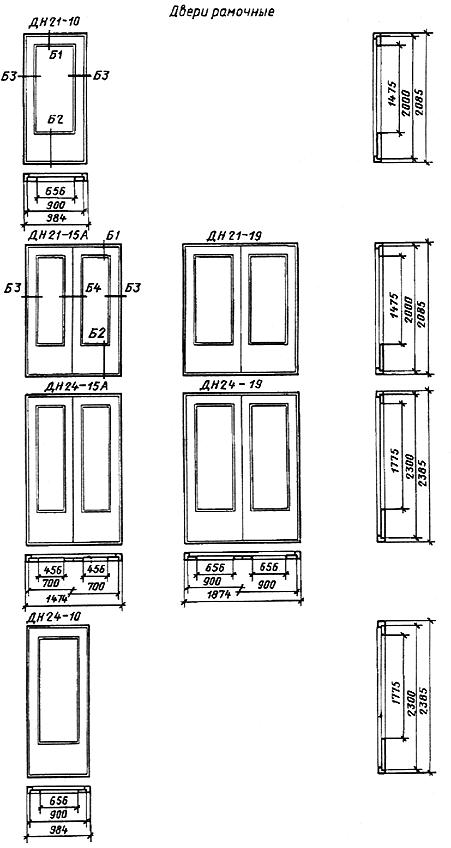 Двери рамочные
ДН21-10
Б1
Б3 Б3
Б2
1475
2000
2085
656
900
984
ДН21-15А Б1
ДН21-19
Б3 Б4 Б3
Б2
1475
2000
2085
ДН24-15А
ДН24-19
1775
2300
2385
456 456
700 700
1474
656 656
900 900
1874
ДН24-10
1775
2300
2385
656
900
984